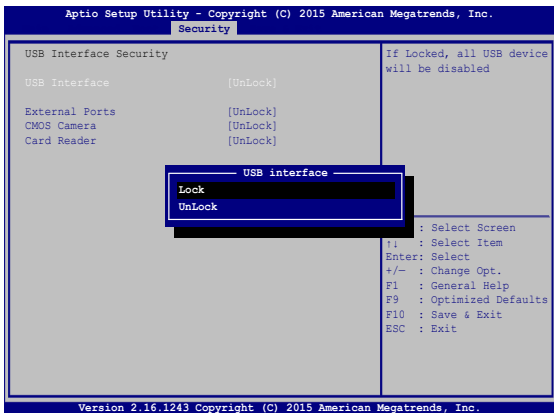 Aptio Setup Utility - Copyright (C) 2015 American Megatrends, Inc.
Security
USB Interface Security
USB Interface [UnLock]
External Ports [UnLock]
CMOS Camera [UnLock]
Card Reader [UnLock]
USB interface
Lock
UnLock
If Locked, all USB device
will be disabled
: Select Screen
↑↓ : Select Item
Enter: Select
+/— : Change Opt.
F1 : General Help
F9 : Optimized Defaults
F10 : Save & Exit
ESC : Exit
Version 2.16.1243 Copyright (C) 2015 American Megatrends, Inc.